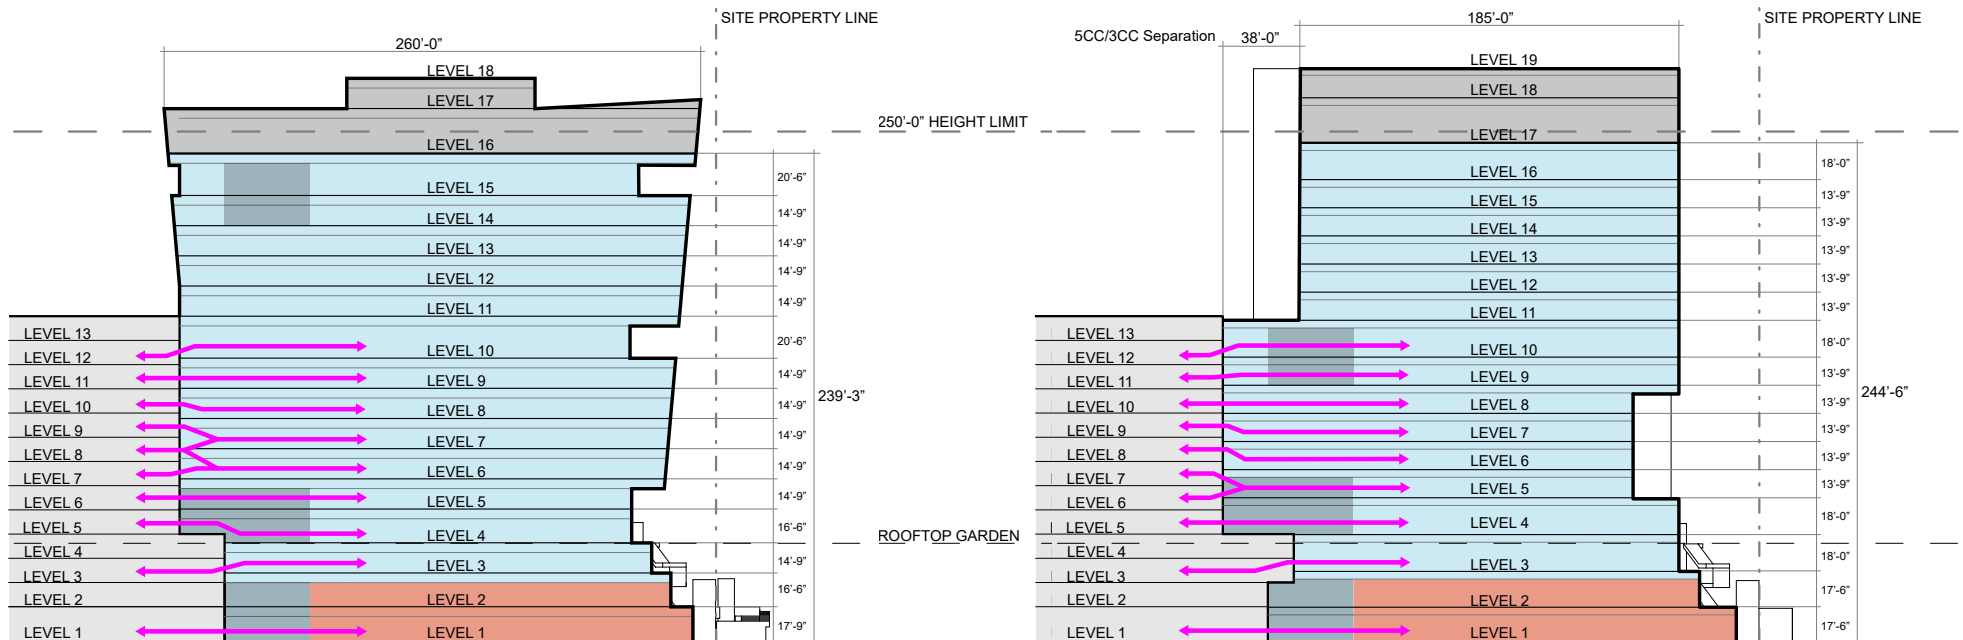 SITE PROPERTY LINE
260'-0"
LEVEL 18
LEVEL 17
LEVEL 16
LEVEL 15
LEVEL 14
LEVEL 13
LEVEL 12
LEVEL 11
LEVEL 10
LEVEL 9
LEVEL 8
LEVEL 7
LEVEL 6
LEVEL 5
LEVEL 4
LEVEL 3
LEVEL 2
LEVEL 1
LEVEL 13
LEVEL 12
LEVEL 11
LEVEL 10
LEVEL 9
LEVEL 8
LEVEL 7
LEVEL 6
LEVEL 5
LEVEL 4
LEVEL 3
LEVEL 2
LEVEL 1
20'-6"
14'-9"
14'-9"
14'-9"
14'-9"
20'-6"
14'-9"
14'-9"
14'-9"
14'-9"
14'-9"
16'-6"
14'-9"
16'-6"
17'-9"
239'-3"
250'-0" HEIGHT LIMIT
ROOFTOP GARDEN
SITE PROPERTY LINE
185'-0"
5CC/3CC Separation
38'-0"
LEVEL 19
LEVEL 18
LEVEL 17
LEVEL 16
LEVEL 15
LEVEL 14
LEVEL 13
LEVEL 12
LEVEL 11
LEVEL 10
LEVEL 9
LEVEL 8
LEVEL 7
LEVEL 6
LEVEL 5
LEVEL 4
LEVEL 3
LEVEL 2
LEVEL 1
LEVEL 13
LEVEL 12
LEVEL 11
LEVEL 10
LEVEL 9
LEVEL 8
LEVEL 7
LEVEL 6
LEVEL 5
LEVEL 4
LEVEL 3
LEVEL 2
LEVEL 1
18'-0"
13'-9"
13'-9"
13'-9"
13'-9"
13'-9"
18'-0"
13'-9"
13'-9"
13'-9"
13'-9"
13'-9"
18'-0"
18'-0"
17'-6"
17'-6"
244'-6"